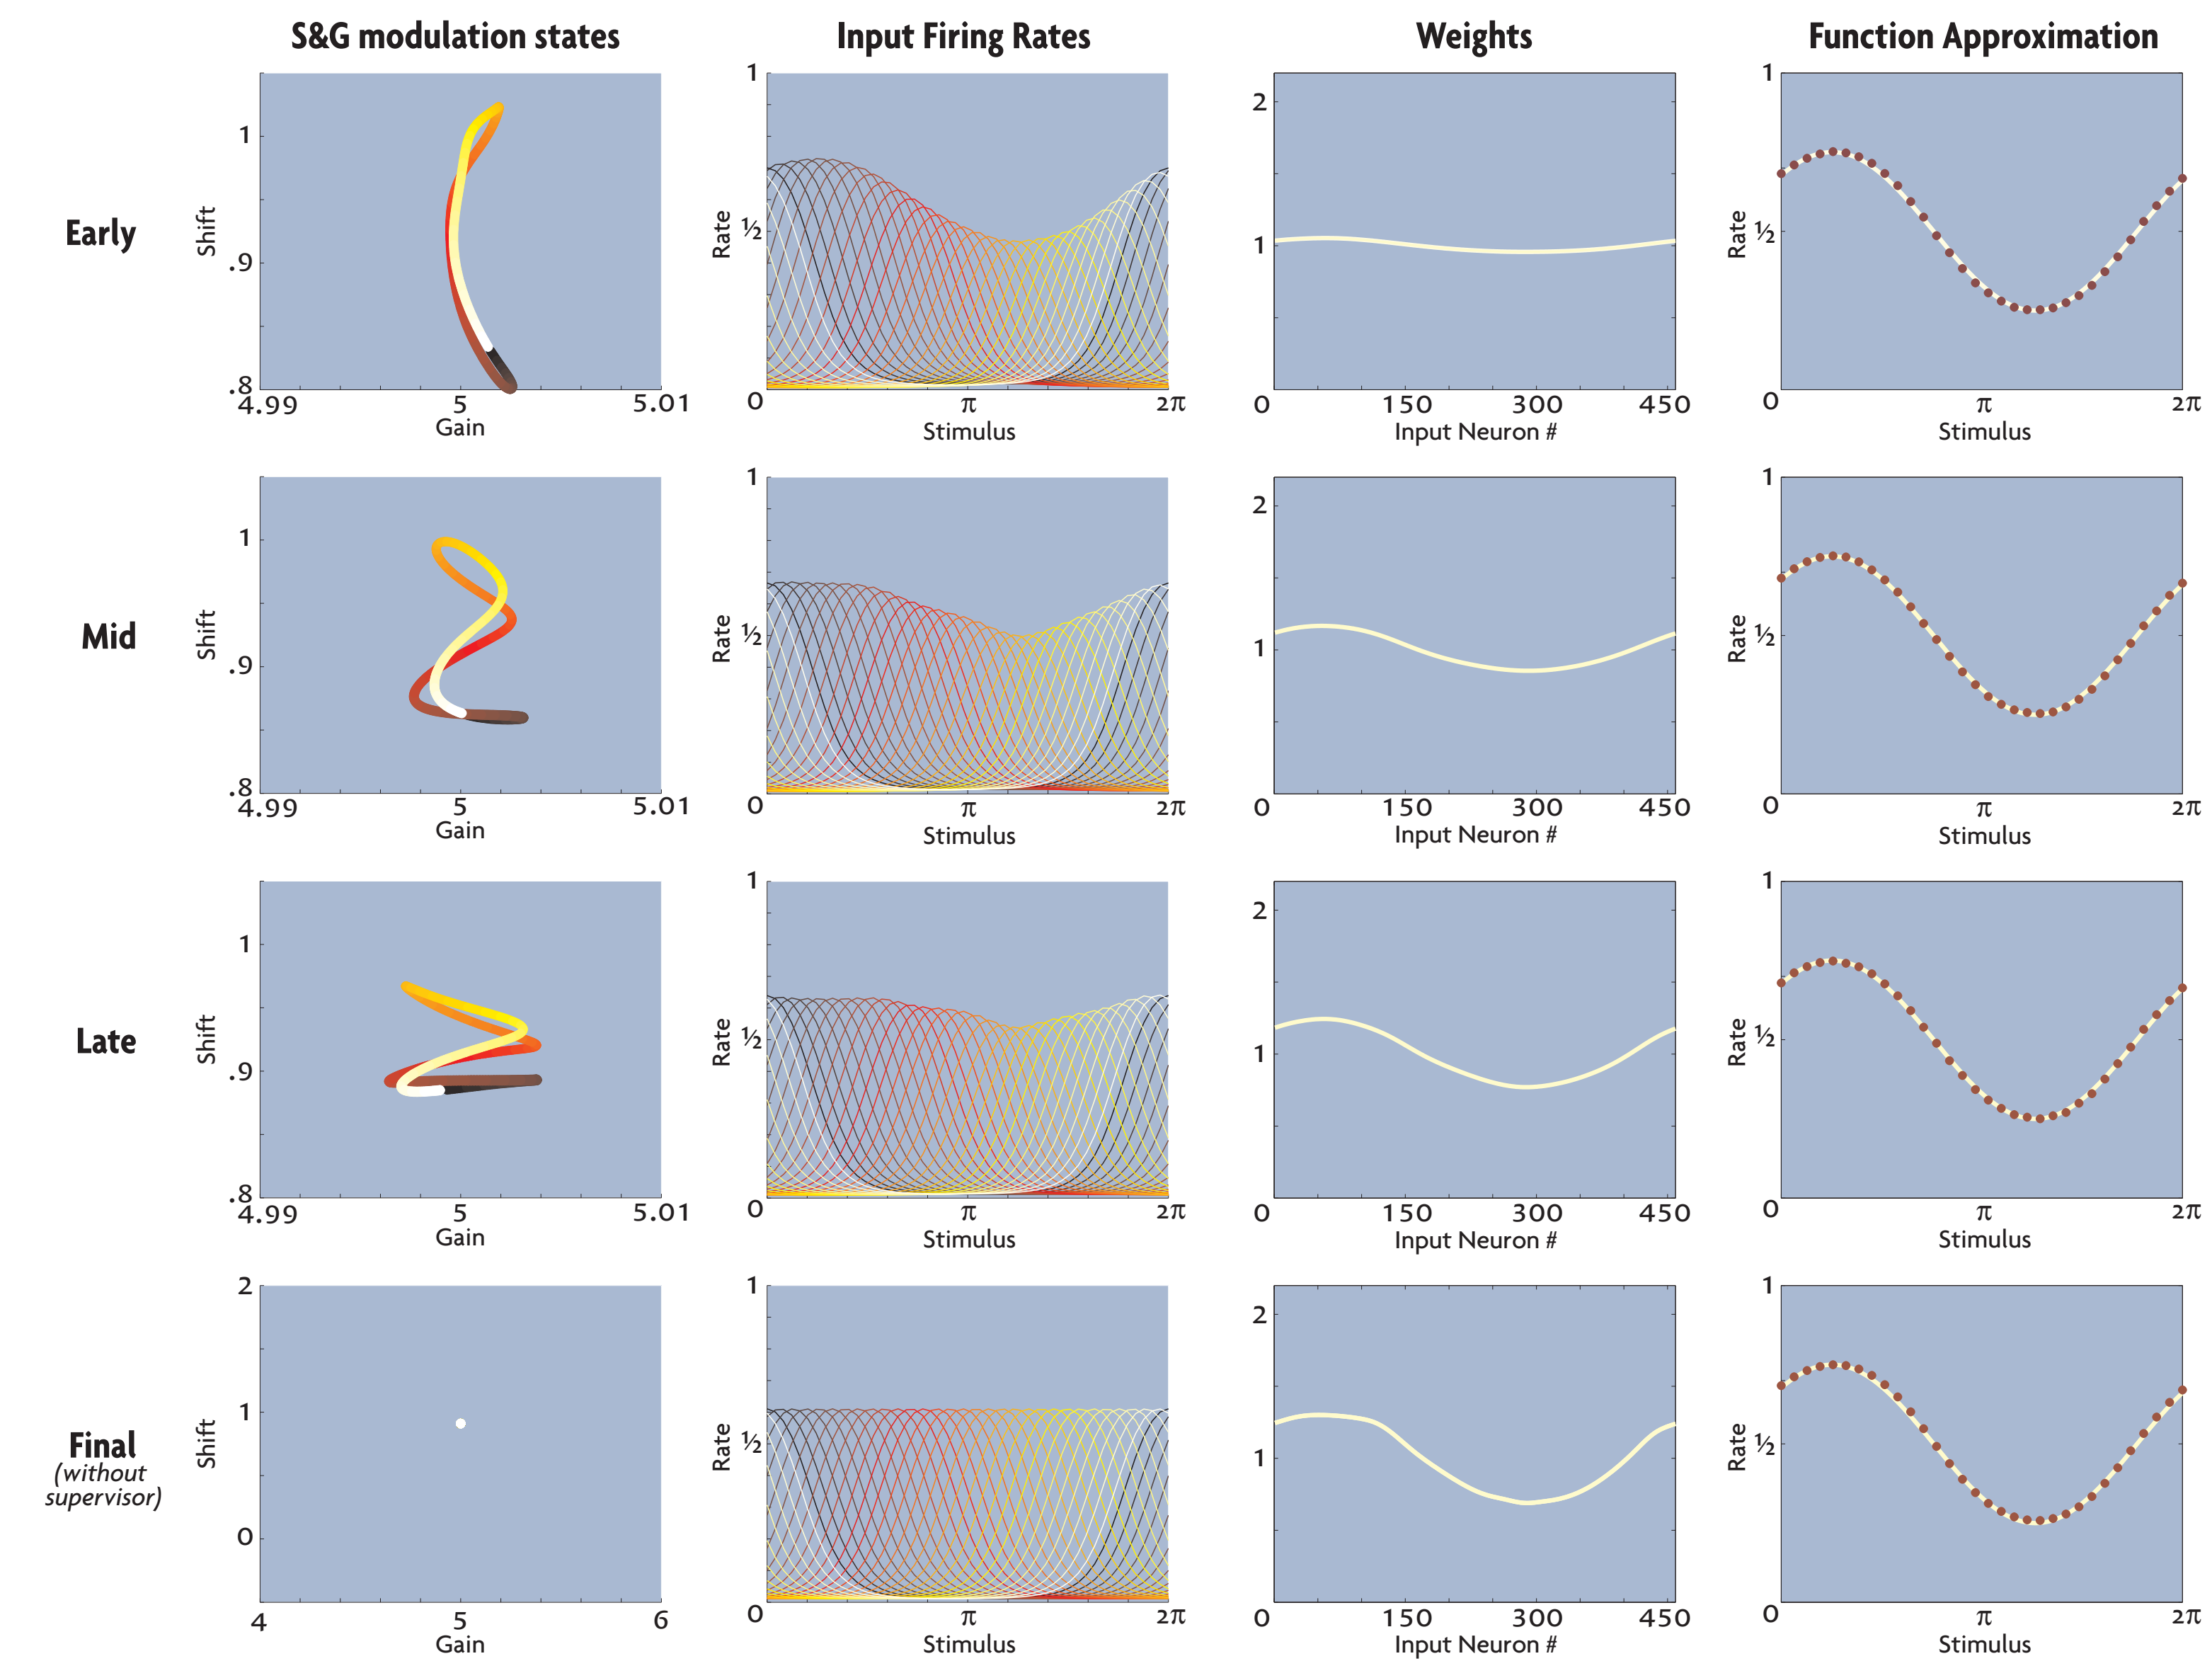 S&G modulation states
Input Firing Rates
Weights
Function Approximation
Early
Shift
1
.9
.8
4.99
5
5.01
Gain
Rate
1
½
0
π
2π
Stimulus
2
1
0
150
300
450
Input Neuron #
Rate
1
½
0
π
2π
Stimulus
Mid
Shift
1
.9
.8
4.99
5
5.01
Gain
Rate
1
½
0
π
2π
Stimulus
2
1
0
150
300
450
Input Neuron #
Rate
1
½
0
π
2π
Stimulus
Late
Shift
1
.9
.8
4.99
5
5.01
Gain
Rate
1
½
0
π
2π
Stimulus
2
1
0
150
300
450
Input Neuron #
Rate
1
½
0
π
2π
Stimulus
Final
(without
supervisor)
Shift
2
1
0
4
5
6
Gain
Rate
1
½
0
π
2π
Stimulus
2
1
0
150
300
450
Input Neuron #
Rate
1
½
0
π
2π
Stimulus